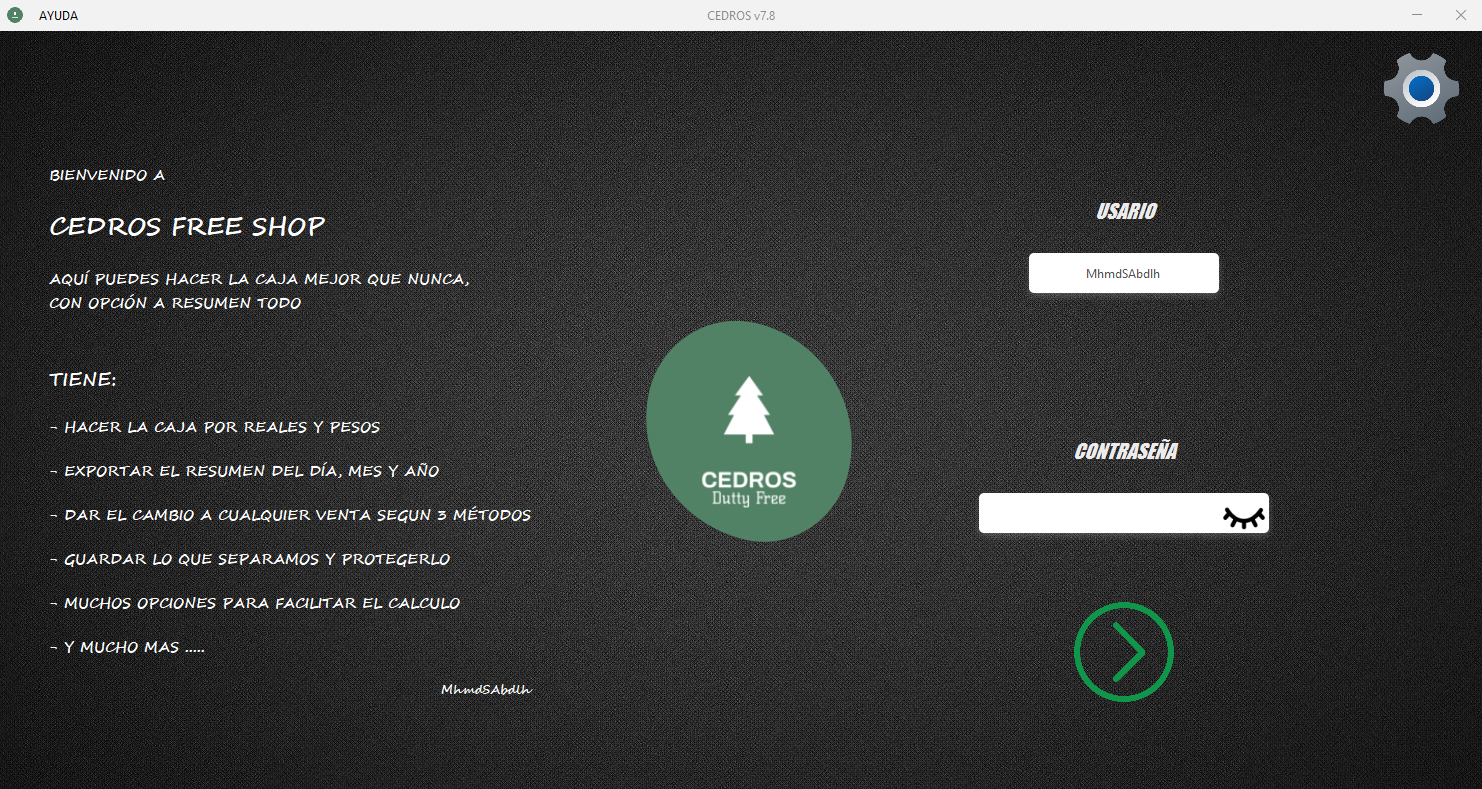 AYUDA
CEDROS v7.8
BIENVENIDO A
CEDROS FREE SHOP
AQUÍ PUEDES HACER LA CAJA MEJOR QUE NUNCA,
CON OPCIÓN A RESUMEN TODO
TIENE:
- HACER LA CAJA POR REALES Y PESOS
- EXPORTAR EL RESUMEN DEL DÍA, MES Y AÑO
- DAR EL CAMBIO A CUALQUIER VENTA SEGUN 3 MÉTODOS
- GUARDAR LO QUE SEPARAMOS Y PROTEGERLO
- MUCHOS OPCIONES PARA FACILITAR EL CALCULO
- Y MUCHO MAS .....
MhmdSAbdlh
CEDROS
Dutty Free
USARIO
MhmdSAbdlh
CONTRASEÑA